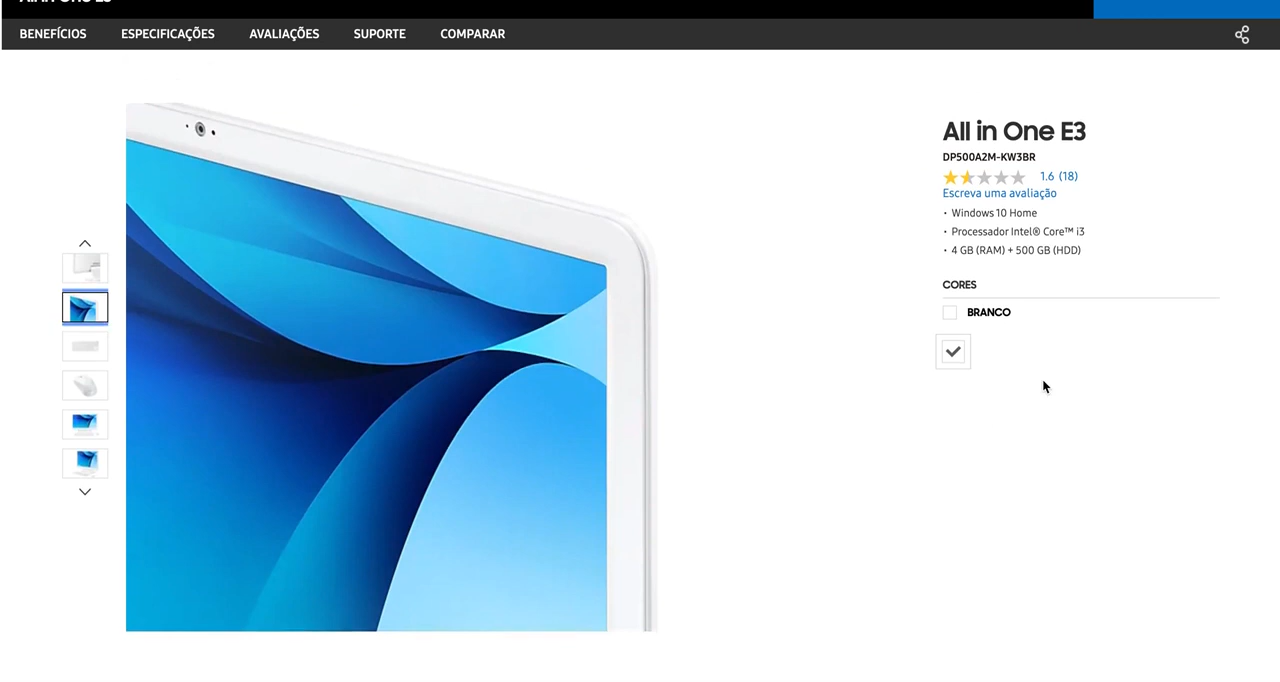 BENEFÍCIOS ESPECIFICAÇÕES AVALIAÇÕES SUPORTE COMPARAR
All in One E3
DP500A2M-KW3BR
1.6 (18)
Escreva uma avaliação
• Windows 10 Home
• Processador Intel® Core™ i3
• 4 GB (RAM) + 500 GB (HDD)
CORES
BRANCO